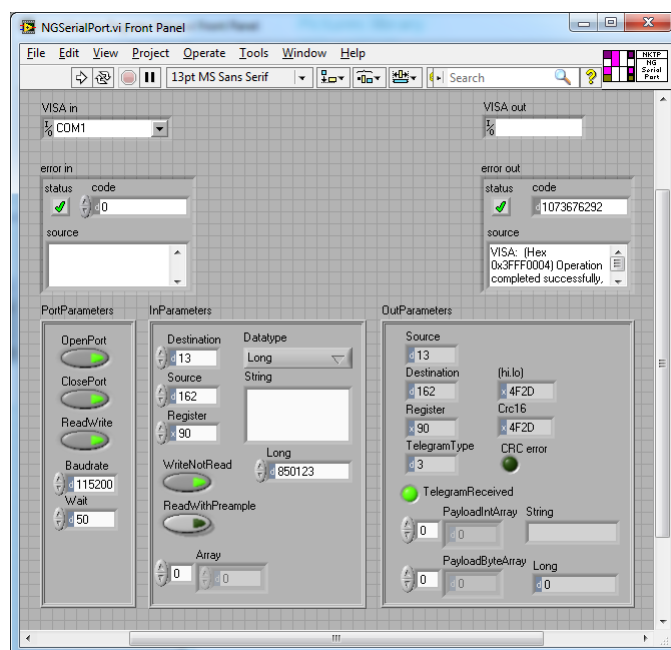 NGSerialPort.vi Front Panel
File Edit View Project Operate Tools Window Help
13pt MS Sans Serif
Search
NKTP
NG
Serial
Port
VISA in
COM1
VISA out
error in
status code
d 0
source
error out
status code
d 1073676292
source
VISA: (Hex
0x3FFF0004) Operation
completed successfully,
PortParameters
OpenPort
ClosePort
ReadWrite
Baudrate
d 115200
Wait
d 50
InParameters
Destination
d 13
Source
d 162
Register
x 90
WriteNotRead
ReadWithPreample
Datatype
Long
String
Long
d 850123
Array
0 d 0
OutParameters
Source
d 13
Destination
d 162
Register
x 90
TelegramType
d 3
(hi.lo)
x 4F2D
Crc16
x 4F2D
CRC error
TelegramReceived
PayloadIntArray String
0 d 0
PayloadByteArray Long
0 d 0 d 0